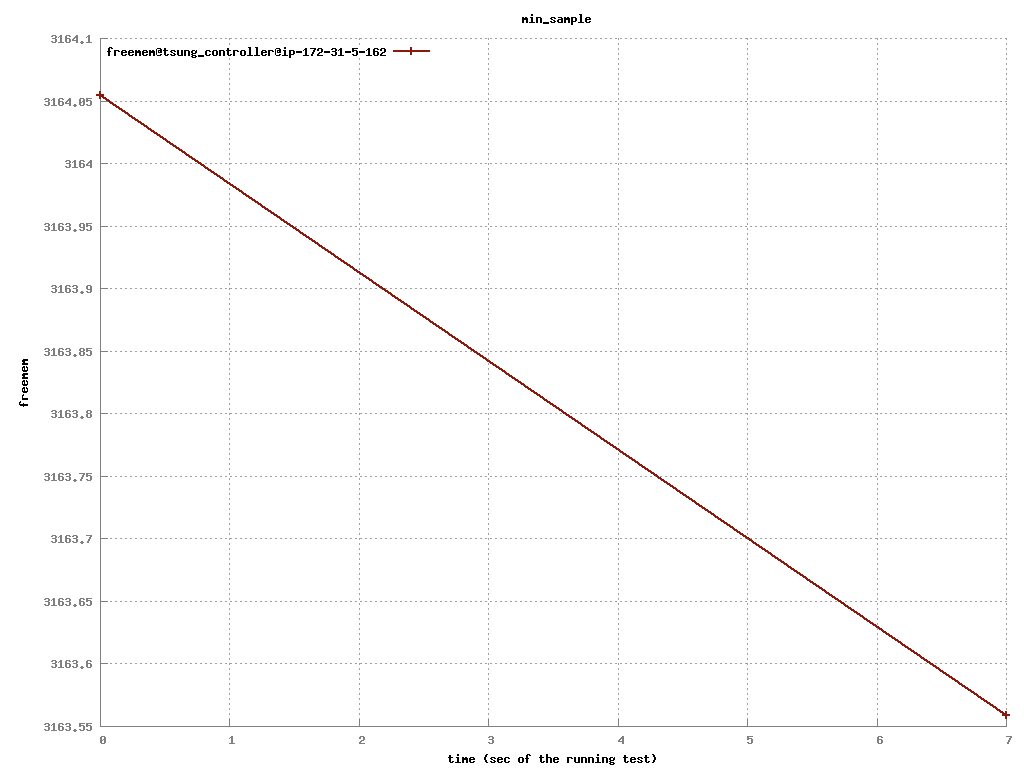 min_sample
3164.1
freemem@tsung_controller@ip-172-31-5-162
3164.05
3164
3163.95
3163.9
3163.85
freemem
3163.8
3163.75
3163.7
3163.65
3163.6
3163.55
0 1 2 3 4 5 6 7
time (sec of the running test)